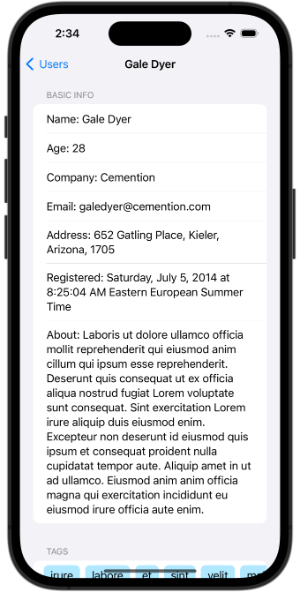 2:34
Users
Gale Dyer
BASIC INFO
Name: Gale Dyer
Age: 28
Company: Cemention
Email: galedyer@cemention.com
Address: 652 Gatling Place, Kieler,
Arizona, 1705
Registered: Saturday, July 5, 2014 at
8:25:04 AM Eastern European Summer
Time
About: Laboris ut dolore ullamco officia
mollit reprehenderit qui eiusmod anim
cillum qui ipsum esse reprehenderit.
Deserunt quis consequat ut ex officia
aliqua nostrud fugiat Lorem voluptate
sunt consequat. Sint exercitation Lorem
irure aliquip duis eiusmod enim.
Excepteur non deserunt id eiusmod quis
ipsum et consequat proident nulla
cupidatat tempor aute. Aliquip amet in ut
ad ullamco. Eiusmod anim anim officia
magna qui exercitation incididunt eu
eiusmod irure officia aute enim.
TAGS
irure labore et sint velit